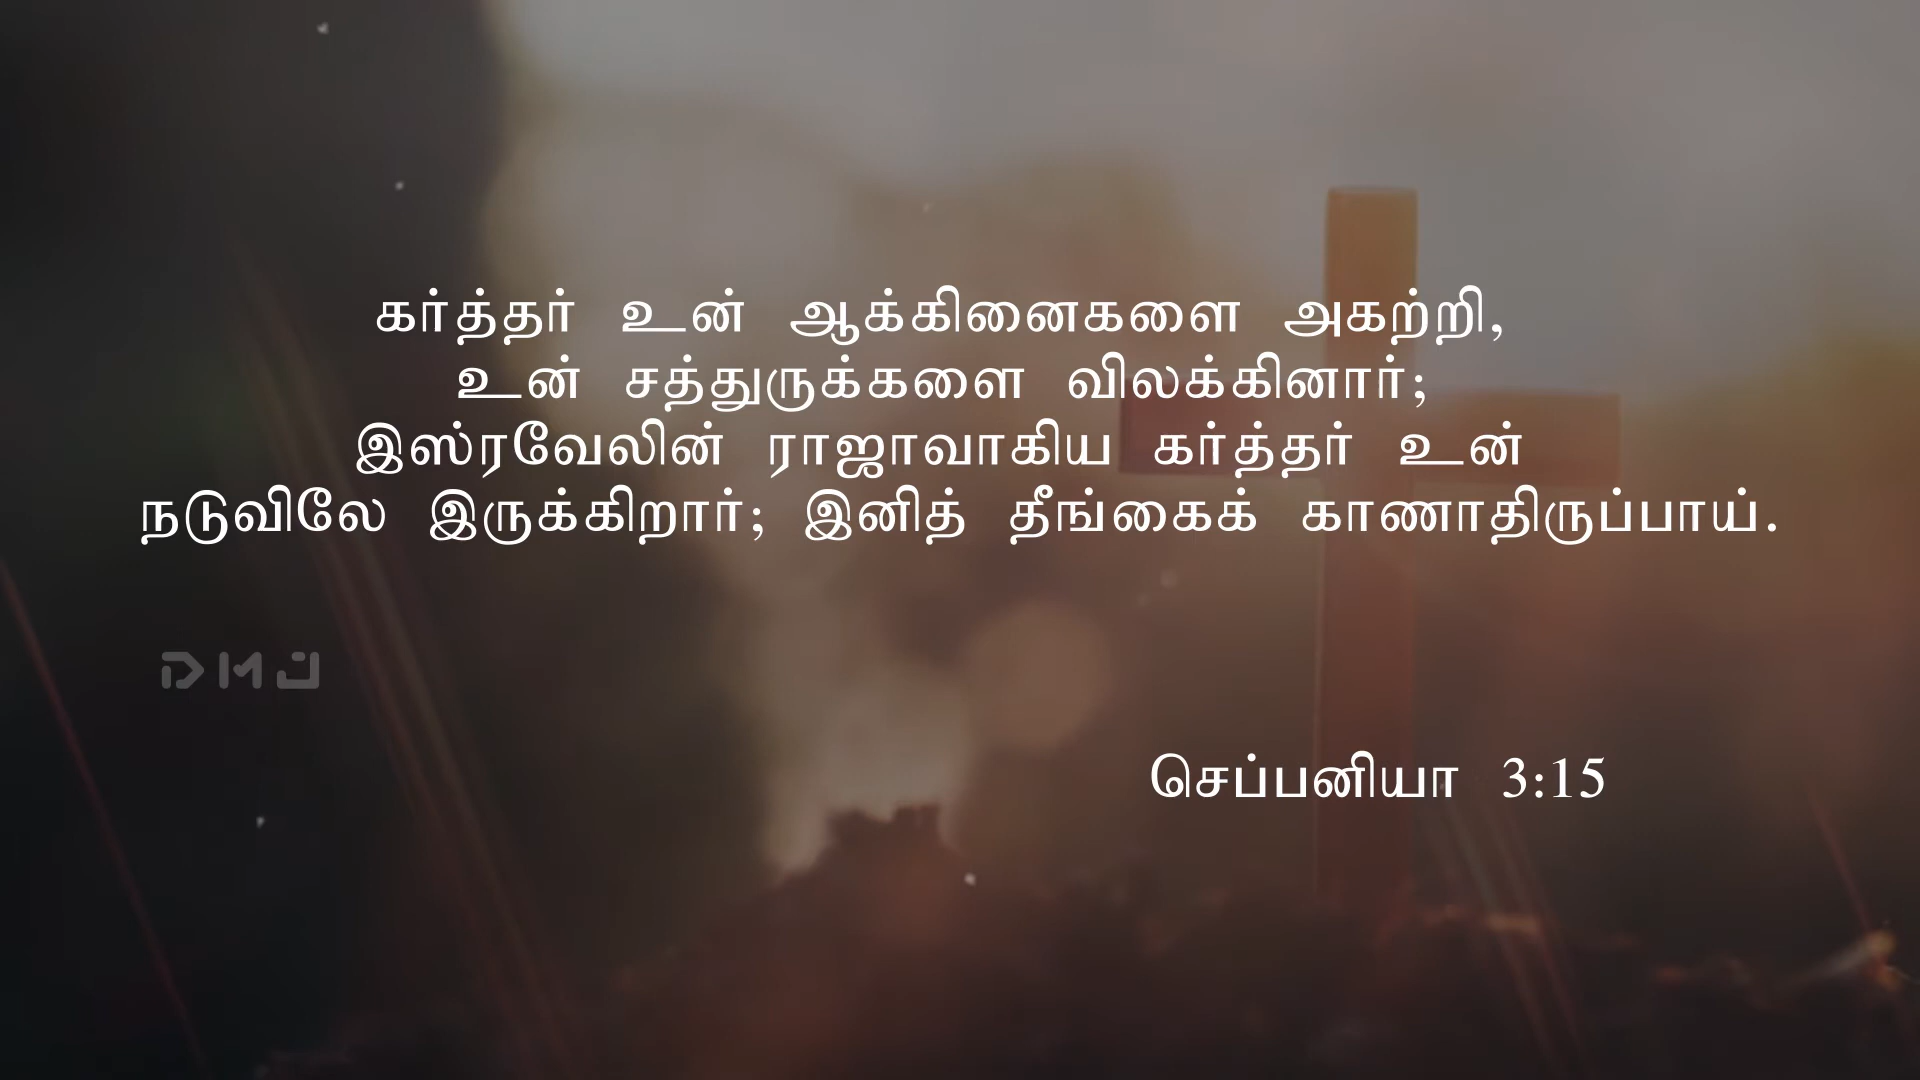 கர்த்தர் உன் ஆக்கினைகளை அகற்றி,
உன் சத்துருக்களை விலக்கினார்;
இஸ்ரவேலின் ராஜாவாகிய கர்த்தர் உன்
நடுவிலே இருக்கிறார்; இனித் தீங்கைக் காணாதிருப்பாய்.
DMJ
செப்பனியா 3:15